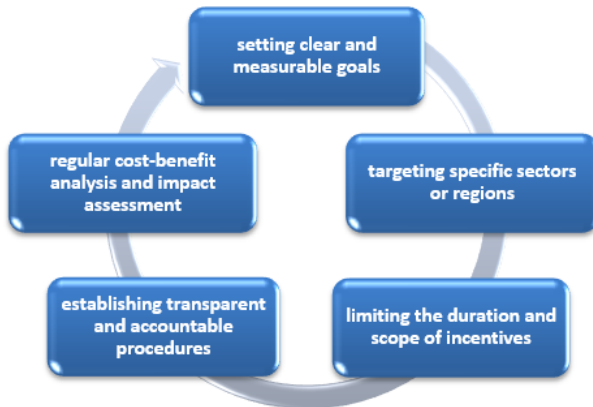 setting clear and
measurable goals
targeting specific sectors
or regions
limiting the duration and
scope of incentives
establishing transparent
and accountable
procedures
regular cost-benefit
analysis and impact
assessment